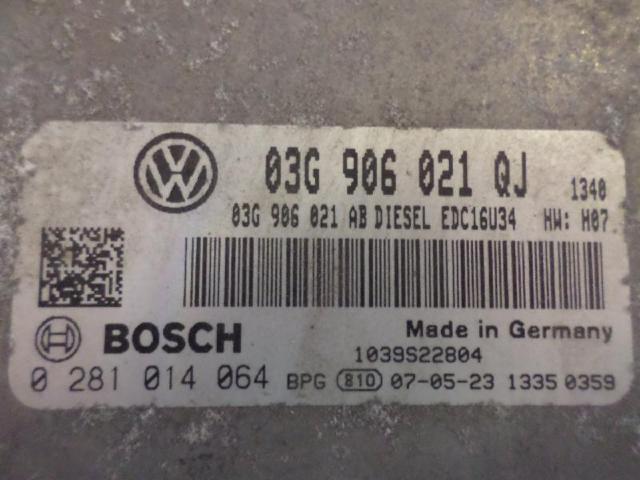 03G 906 021 QJ 1340
03G 906 021 AB DIESEL EDC16U34 HW: H07
BOSCH Made in Germany
1039S22804
0 281 014 064 BPG 810 07-05-23 1335 0359